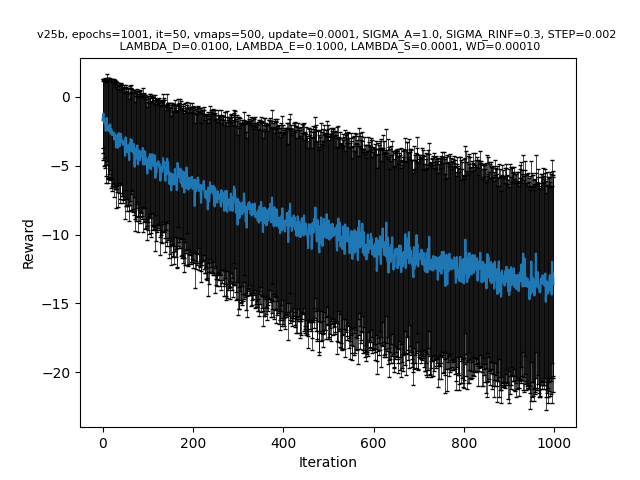 v25b, epochs=1001, it=50, vmaps=500, update=0.0001, SIGMA_A=1.0, SIGMA_RINF=0.3, STEP=0.002
LAMBDA_D=0.0100, LAMBDA_E=0.1000, LAMBDA_S=0.0001, WD=0.00010
0
−5
−10
−15
−20
Reward
0 200 400 600 800 1000
Iteration